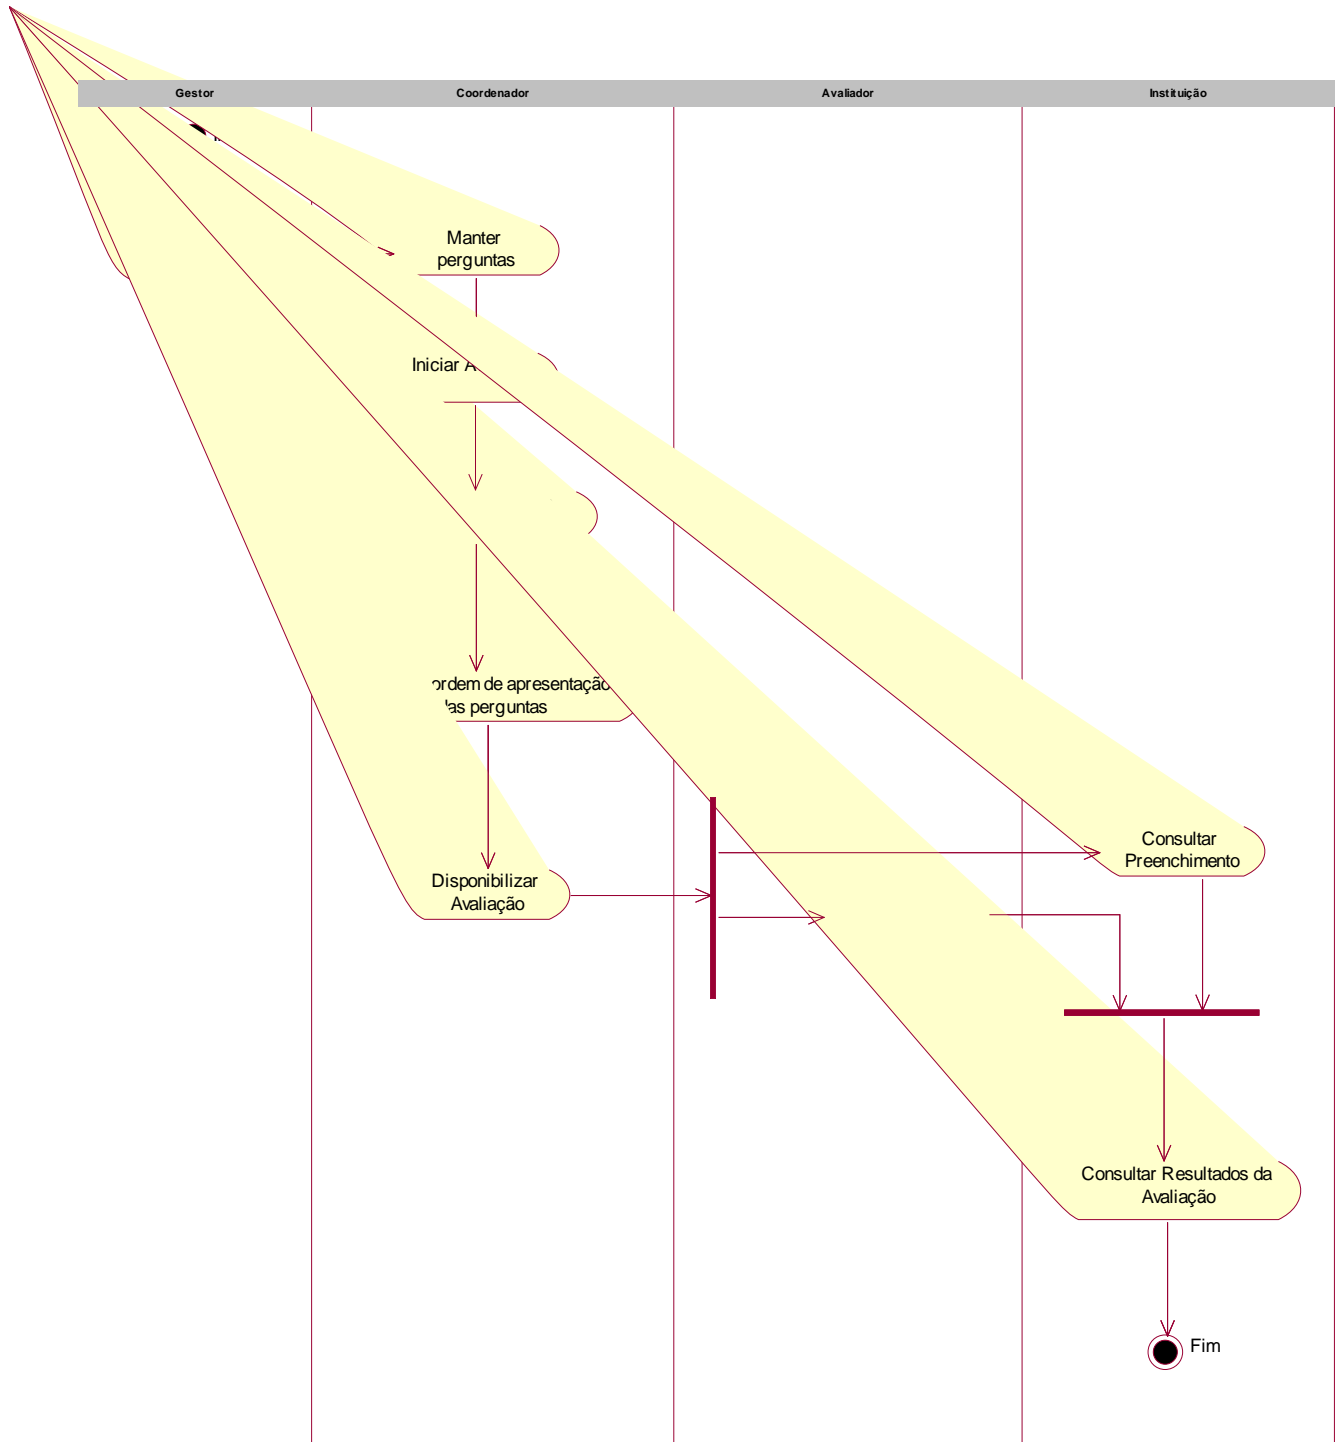 Gestor
Coordenador
Avaliador
Instituição
Manter
perguntas
Iniciar
ordem de apresentação
das perguntas
Consultar
Preenchimento
Disponibilizar
Avaliação
Consultar Resultados da
Avaliação
Fim